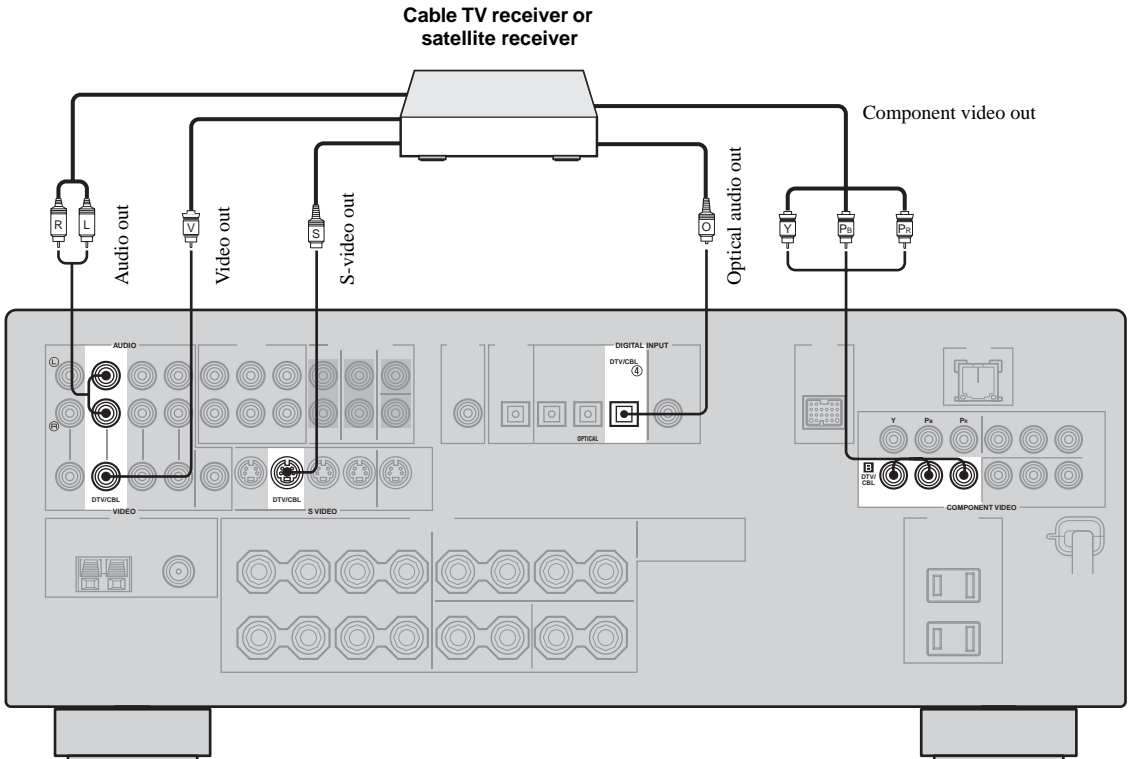 Cable TV receiver or
satellite receiver
Component video out
R
L
Audio out
V
Video out
S
S-video out
O
Optical audio out
Y
PB
PR
AUDIO
L
R
DTV/CBL
VIDEO
DTV/CBL
S VIDEO
DIGITAL INPUT
DTV/CBL
④
OPTICAL
Y
PB
PR
B
DTV/
CBL
COMPONENT VIDEO